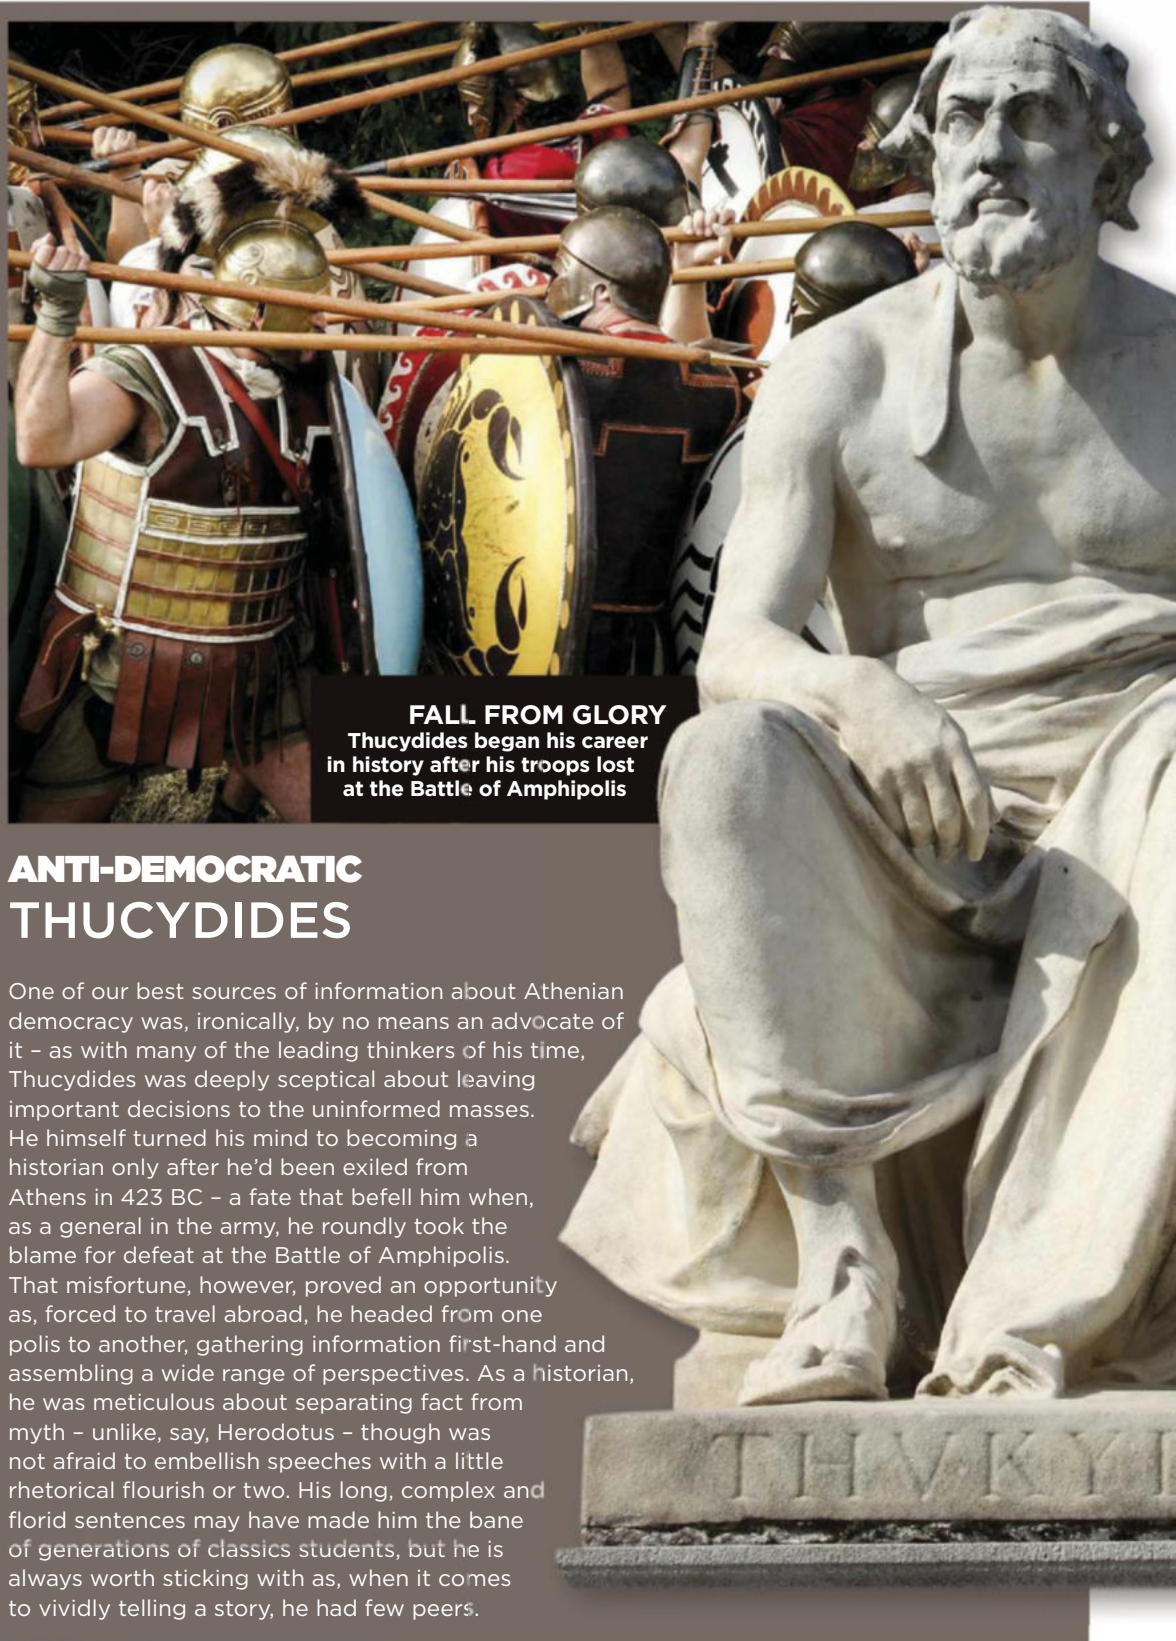 FALL FROM GLORY
Thucydides began his career
in history after his troops lost
at the Battle of Amphipolis
ANTI-DEMOCRATIC
THUCYDIDES
One of our best sources of information about Athenian
democracy was, ironically, by no means an advocate of
it – as with many of the leading thinkers of his time,
Thucydides was deeply sceptical about leaving
important decisions to the uninformed masses.
He himself turned his mind to becoming a
historian only after he’d been exiled from
Athens in 423 BC – a fate that befell him when,
as a general in the army, he roundly took the
blame for defeat at the Battle of Amphipolis.
That misfortune, however, proved an opportunity
as, forced to travel abroad, he headed from one
polis to another, gathering information first-hand and
assembling a wide range of perspectives. As a historian,
he was meticulous about separating fact from
myth – unlike, say, Herodotus – though was
not afraid to embellish speeches with a little
rhetorical flourish or two. His long, complex and
florid sentences may have made him the bane
of generations of classics students, but he is
always worth sticking with as, when it comes
to vividly telling a story, he had few peers.
THVKY